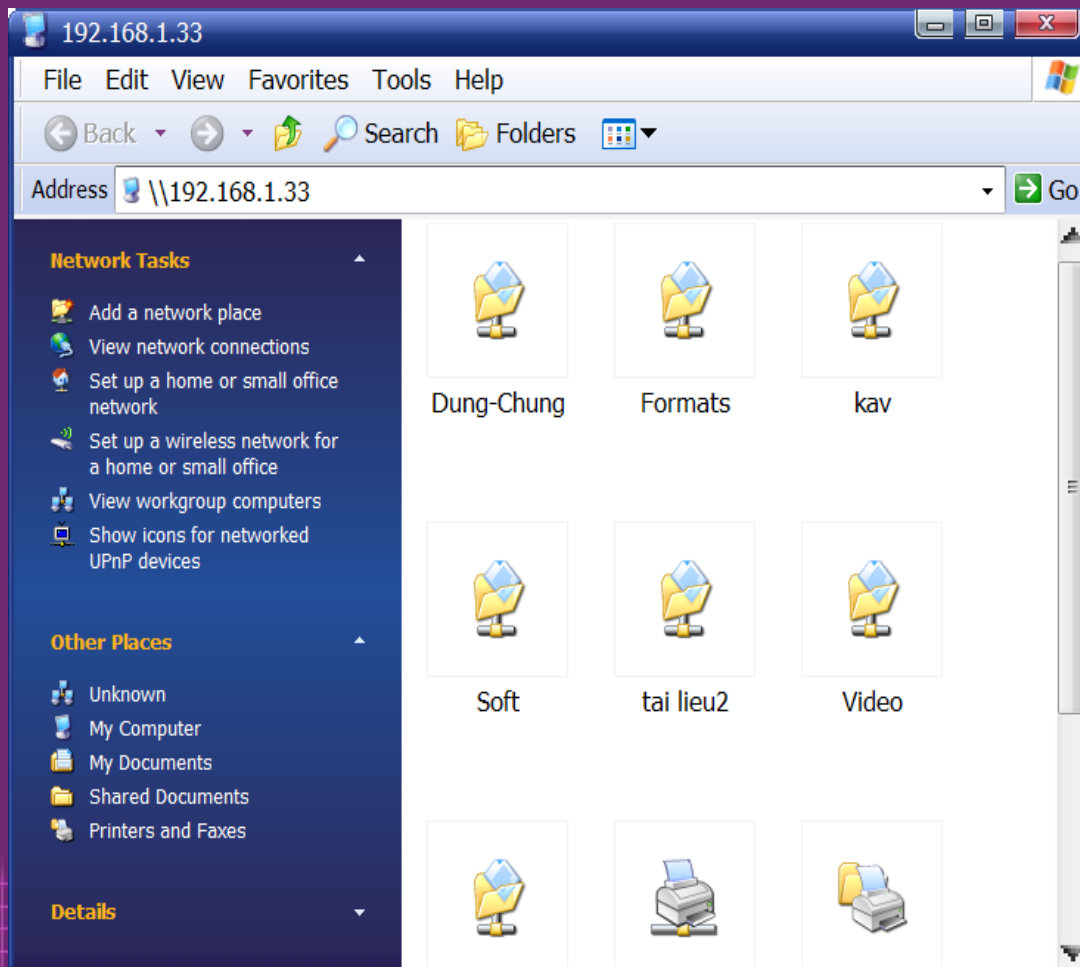 192.168.1.33
File Edit View Favorites Tools Help
Back Search Folders
Address \\192.168.1.33 Go
Network Tasks
Add a network place
View network connections
Set up a home or small office
network
Set up a wireless network for
a home or small office
View workgroup computers
Show icons for networked
UPnP devices
Other Places
Unknown
My Computer
My Documents
Shared Documents
Printers and Faxes
Details
Dung-Chung Formats kav
Soft tai lieu2 Video